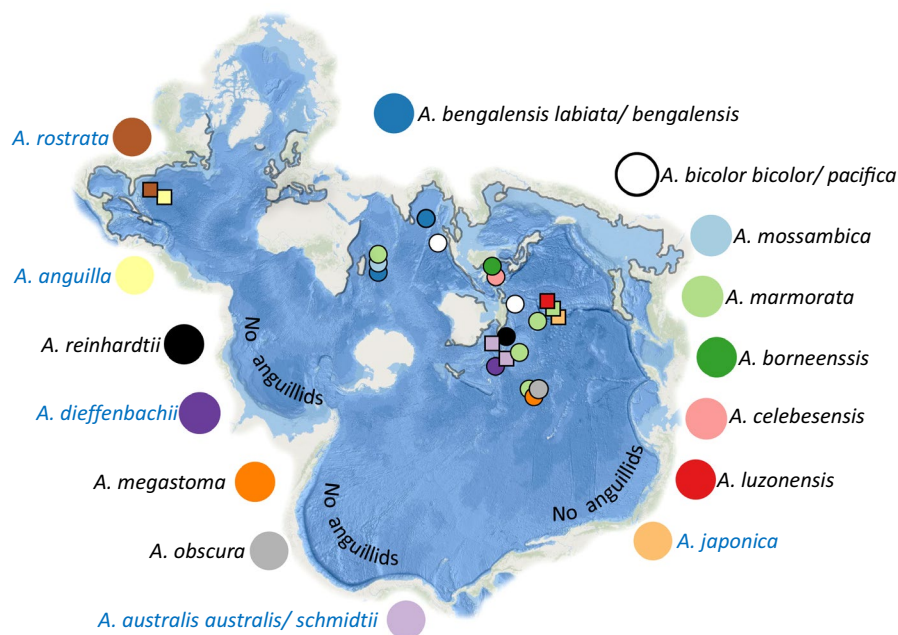 A. bengalensis labiata/ bengalensis
A. rostrata
A. bicolor bicolor/ pacifica
A. mossambica
A. anguilla
A. marmorata
No anguillids
A. reinhardtii
A. borneenssis
A. dieffenbachii
A. celebesensis
No anguillids
A. megastoma
A. luzonensis
No anguillids
A. obscura
A. japonica
A. australis australis/ schmidtii